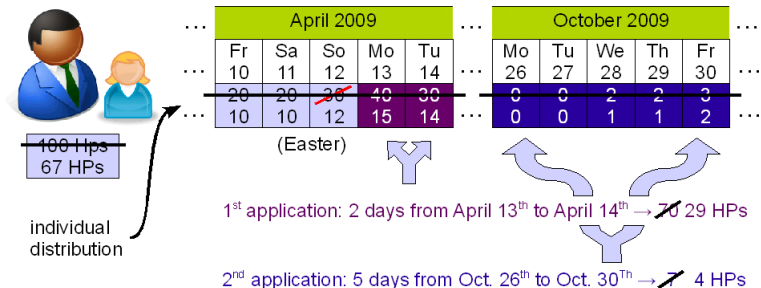 ... April 2009 ... October 2009 ...
Fr Sa So Mo Tu Mo Tu We Th Fr
... 10 11 12 13 14 ... 26 27 28 29 30 ...
20 20 30 40 30 0 0 2 2 3
... 10 10 12 15 14 ... 0 0 1 1 2 ...
(Easter)
100 Hps
67 HPs
1st application: 2 days from April 13th to April 14th → 70 29 HPs
individual
distribution
2nd application: 5 days from Oct. 26th to Oct. 30Th → 7 4 HPs